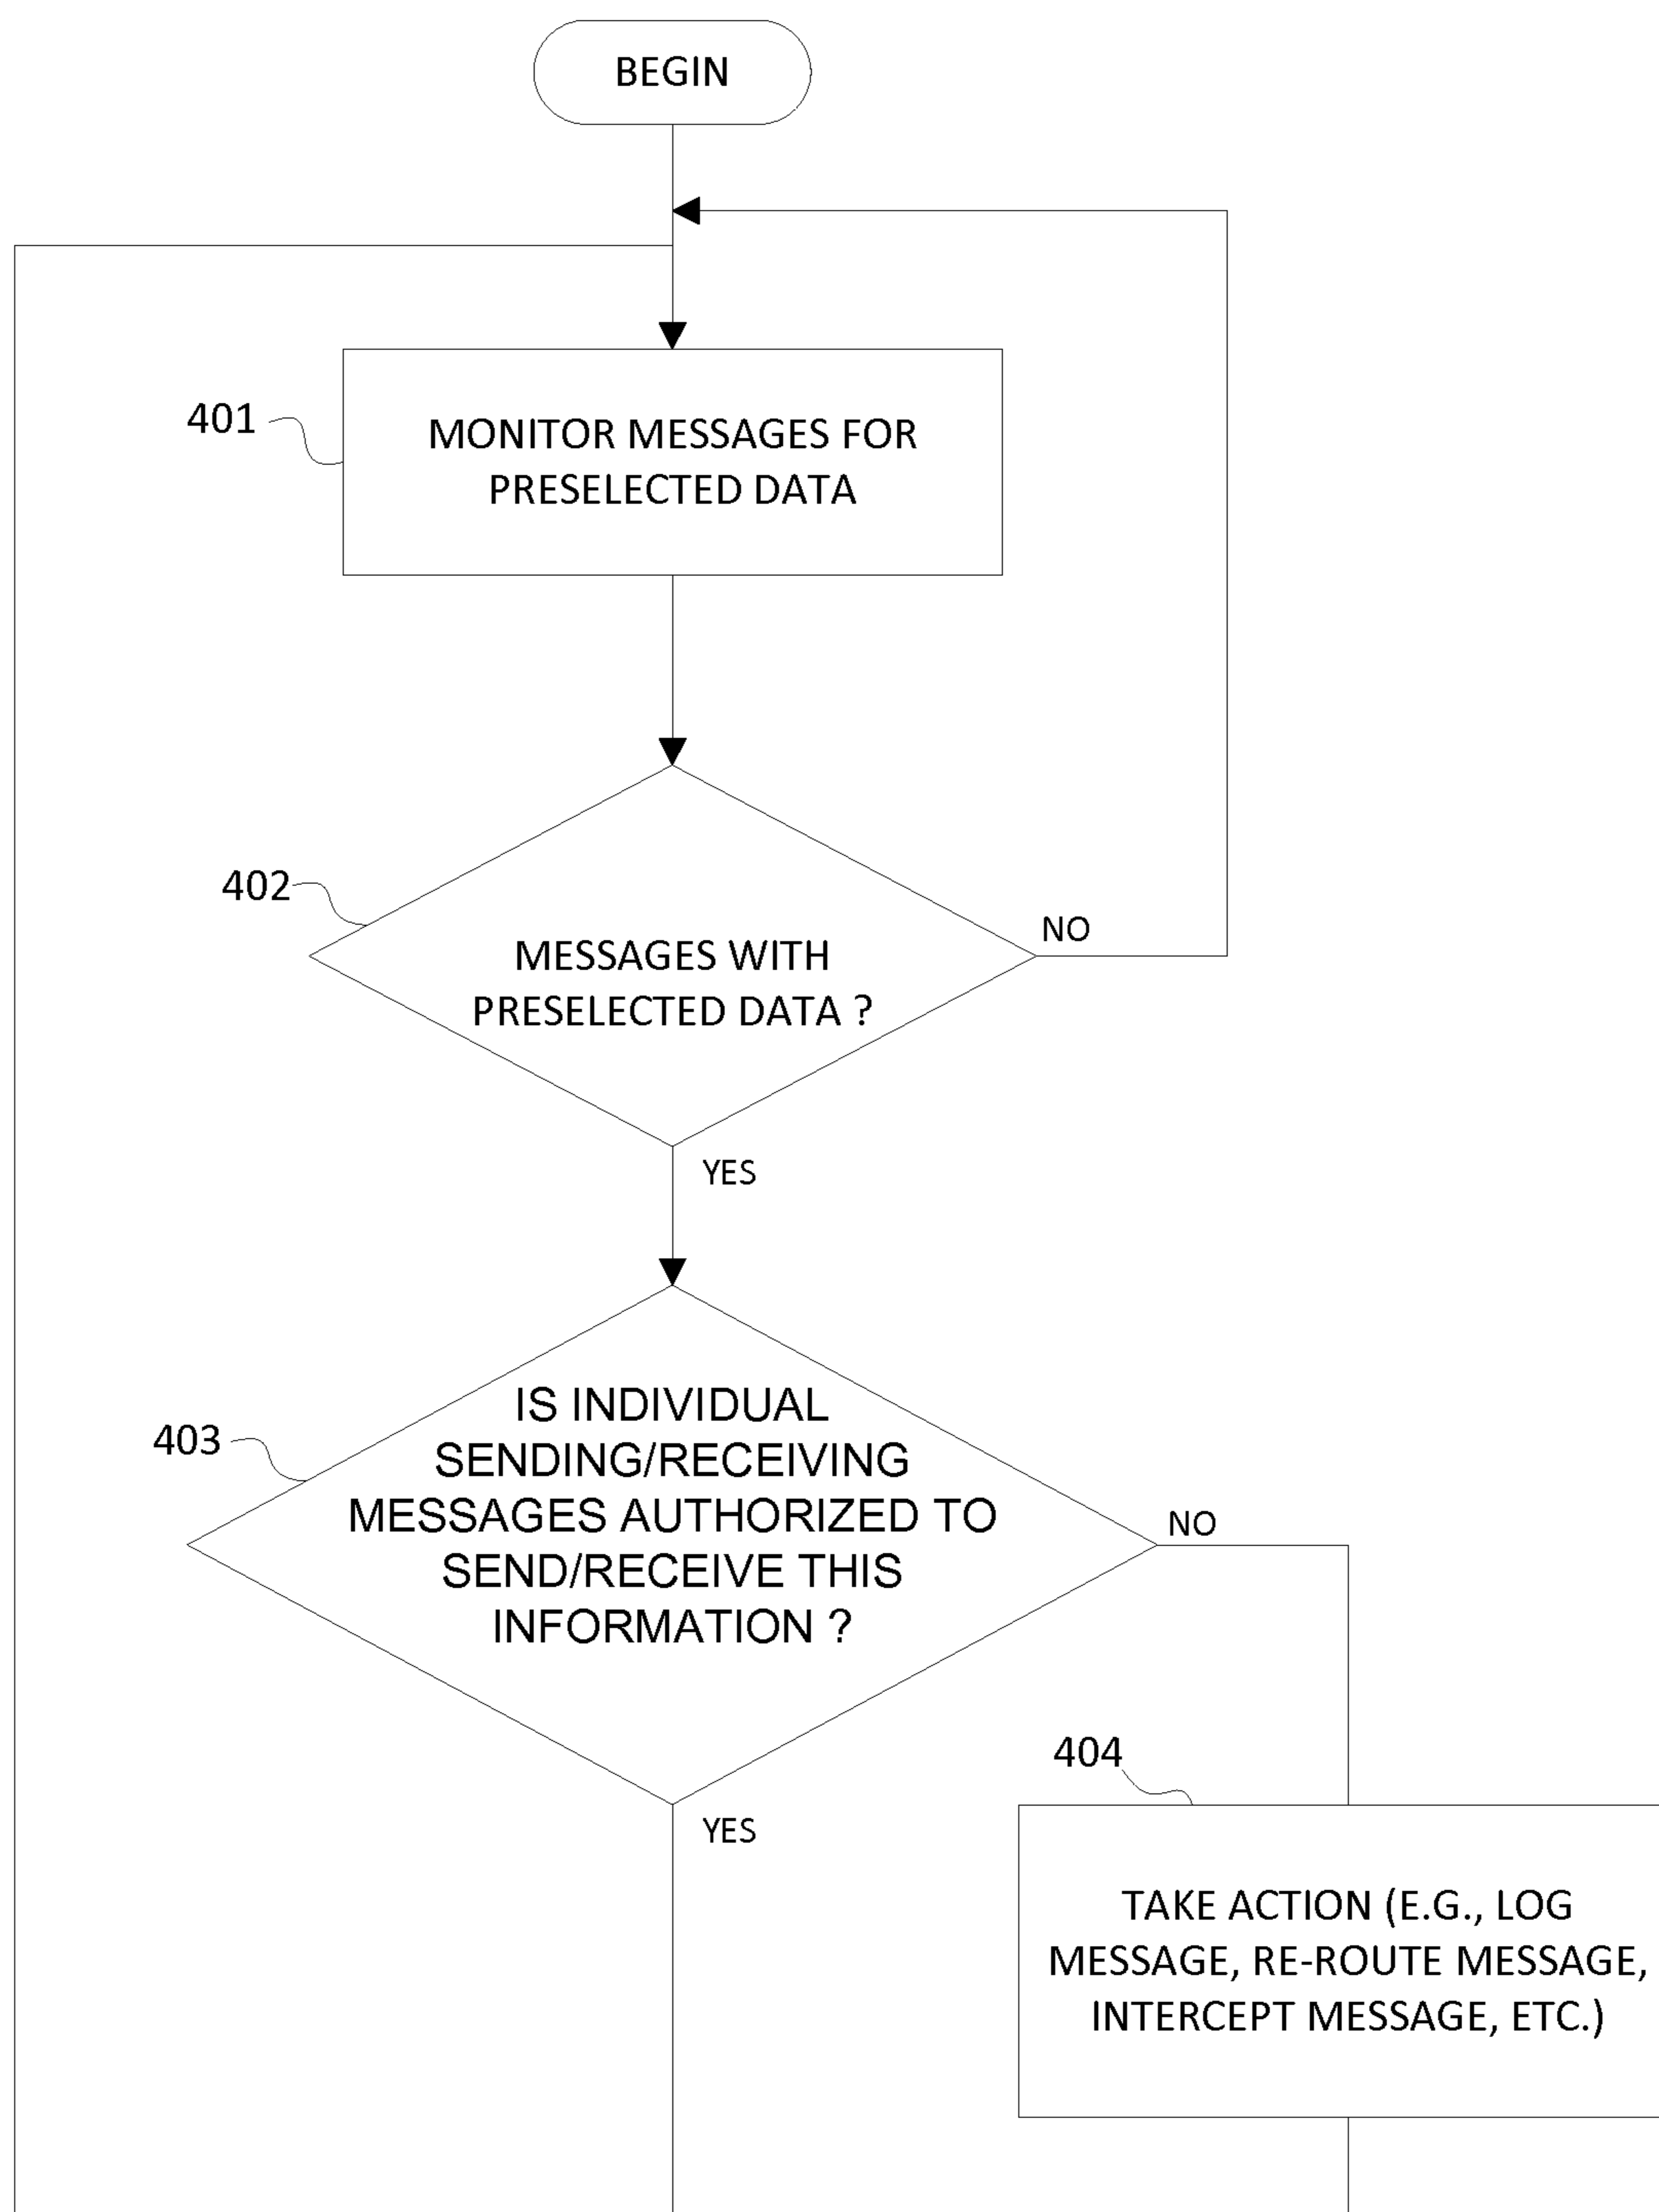 BEGIN
401
MONITOR MESSAGES FOR
PRESELECTED DATA
402
MESSAGES WITH
PRESELECTED DATA ?
NO
YES
403
IS INDIVIDUAL
SENDING/RECEIVING
MESSAGES AUTHORIZED TO
SEND/RECEIVE THIS
INFORMATION ?
NO
YES
404
TAKE ACTION (E.G., LOG
MESSAGE, RE-ROUTE MESSAGE,
INTERCEPT MESSAGE, ETC.)